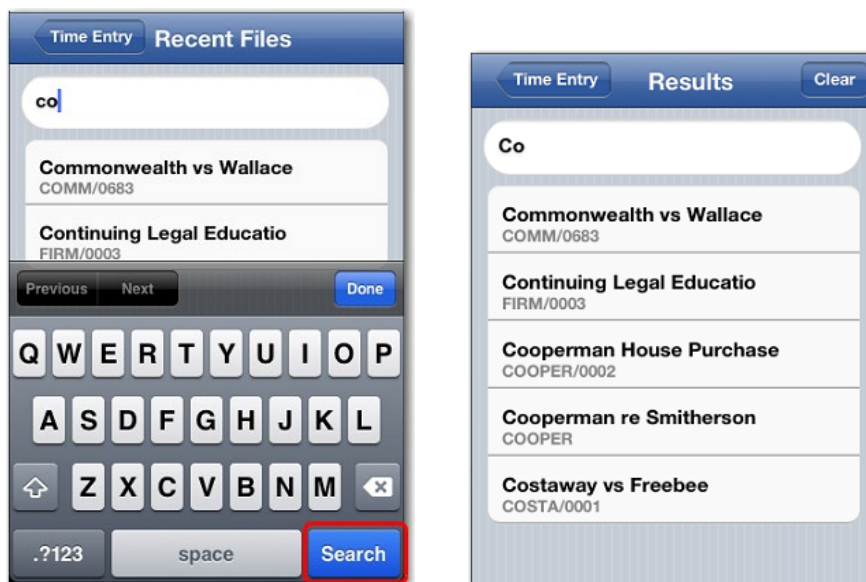 Time Entry Recent Files
co
Commonwealth vs Wallace
COMM/0683
Continuing Legal Educatio
FIRM/0003
Previous Next Done
Q W E R T Y U I O P
A S D F G H J K L
Z X C V B N M
.?123 space Search
Time Entry Results Clear
Co
Commonwealth vs Wallace
COMM/0683
Continuing Legal Educatio
FIRM/0003
Cooperman House Purchase
COOPER/0002
Cooperman re Smitherson
COOPER
Costaway vs Freebee
COSTA/0001